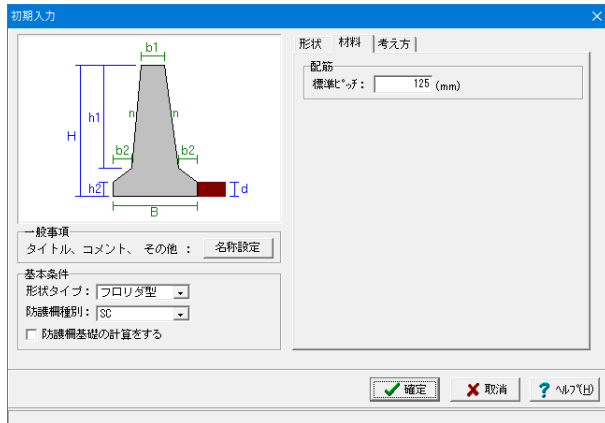 初期入力
b1
h1
n
n
H
b2
b2
h2
d
B
一般事項
タイトル、コメント、 その他 : 名称設定
基本条件
形状タイプ: フロリダ型
防護柵種別: SC
防護柵基礎の計算をする
形状 材料 考え方
配筋
標準ﾋﾟｯﾁ: 125 (mm)
確定 取消 ? ﾍﾙﾌﾟ(H)